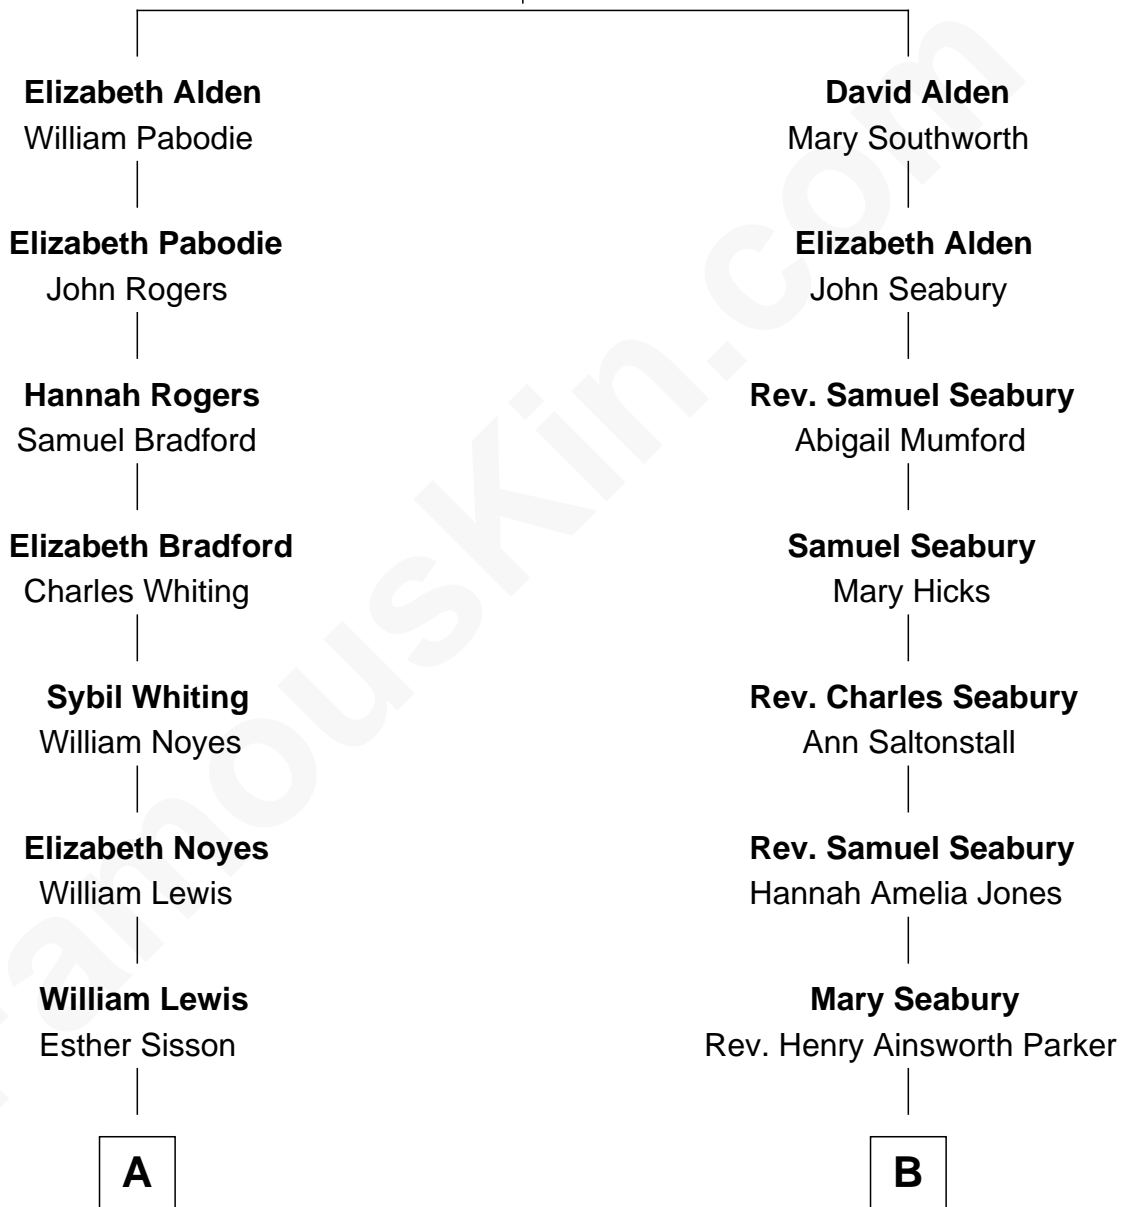 Elizabeth Alden
William Pabodie
David Alden
Mary Southworth
Elizabeth Pabodie
John Rogers
Elizabeth Alden
John Seabury
Hannah Rogers
Samuel Bradford
Rev. Samuel Seabury
Abigail Mumford
Elizabeth Bradford
Charles Whiting
Samuel Seabury
Mary Hicks
Sybil Whiting
William Noyes
Rev. Charles Seabury
Ann Saltonstall
Elizabeth Noyes
William Lewis
Rev. Samuel Seabury
Hannah Amelia Jones
William Lewis
Esther Sisson
Mary Seabury
Rev. Henry Ainsworth Parker
A
B
FamousKin.com